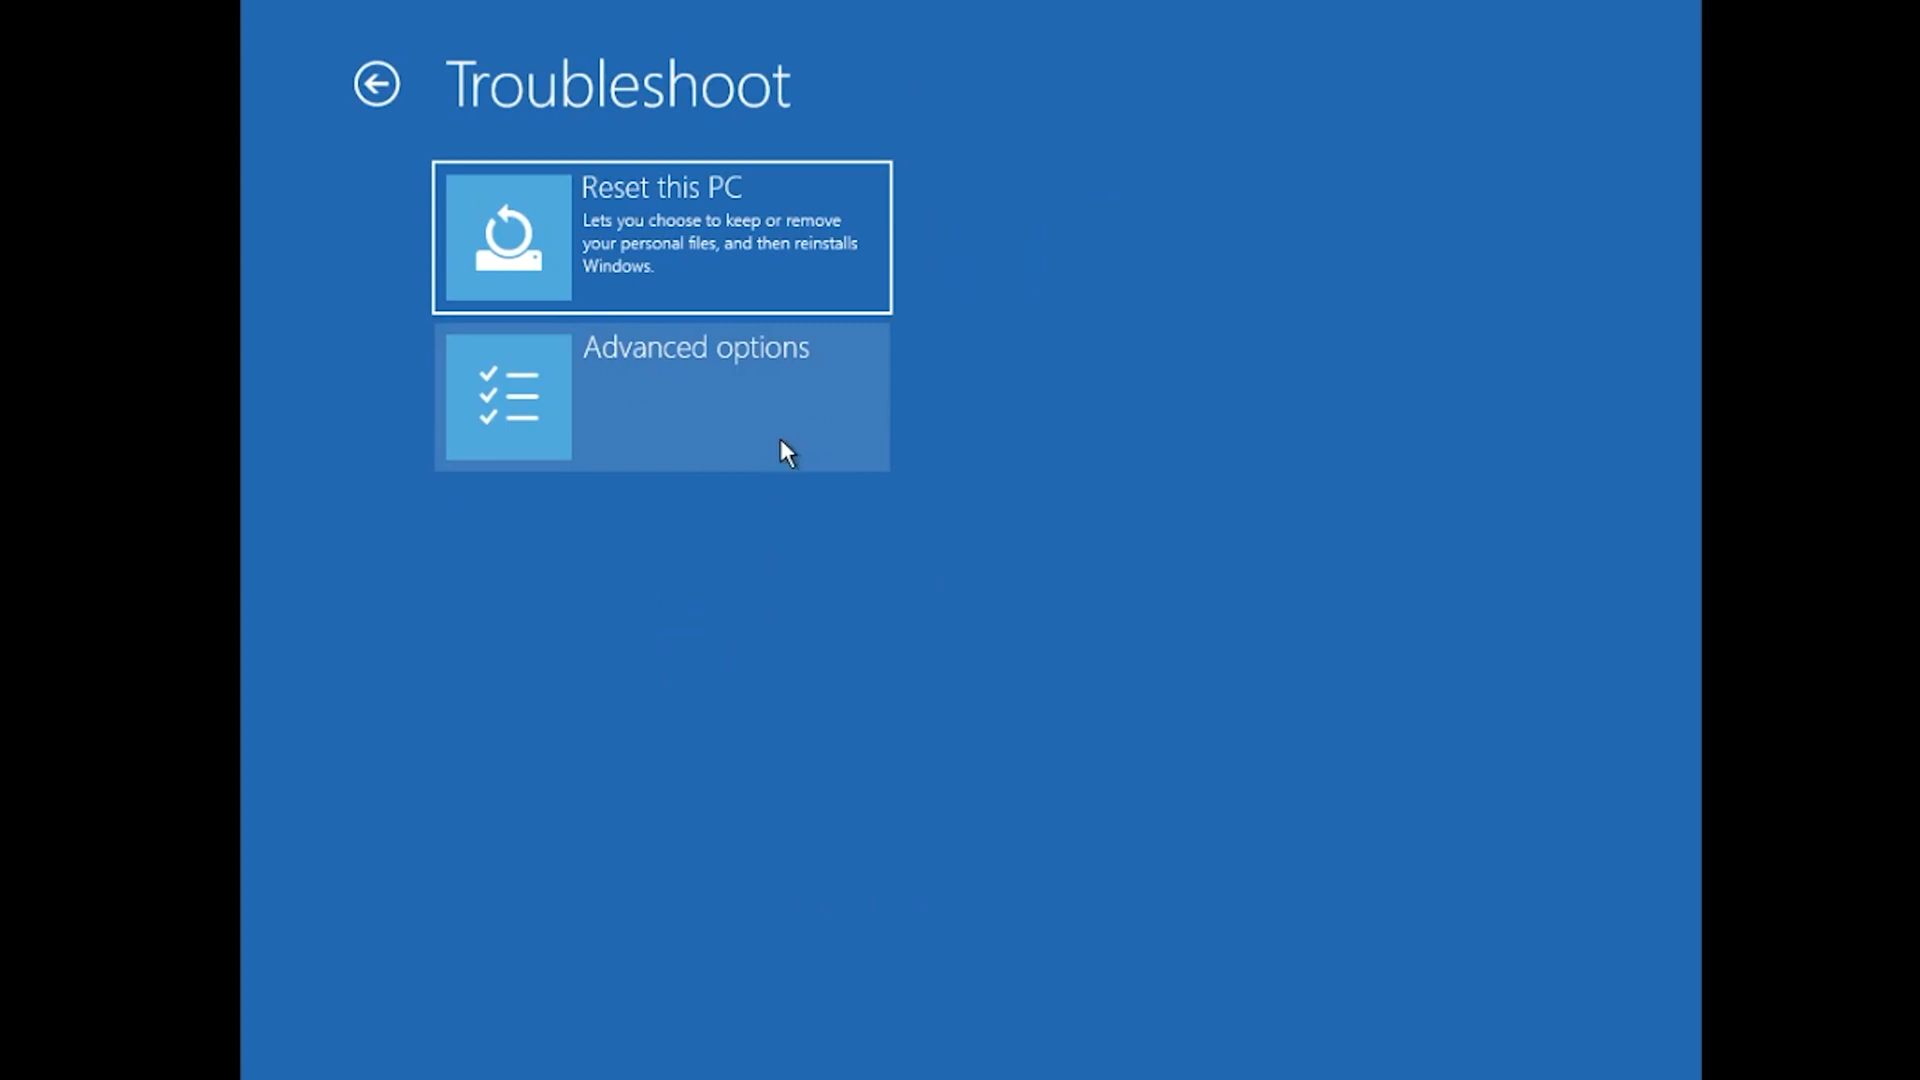 Troubleshoot
Reset this PC
Lets you choose to keep or remove
your personal files, and then reinstalls
Windows.
Advanced options